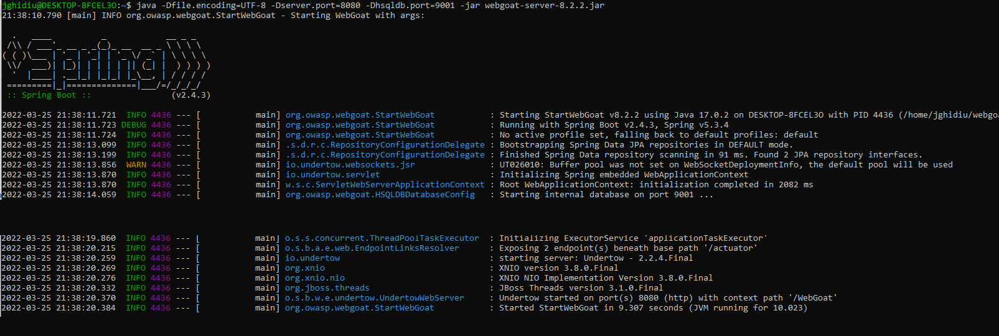 jghidiu@DESKTOP-8FCEL3O:~$ java -Dfile.encoding=UTF-8 -Dserver.port=8080 -Dhsqldb.port=9001 -jar webgoat-server-8.2.2.jar
21:38:10.790 [main] INFO org.owasp.webgoat.StartWebGoat - Starting WebGoat with args:
  .   ____          _            __ _ _
 /\\ / ___'_ __ _ _(_)_ __  __ _ \ \ \ \
( ( )\___ | '_ | '_| | '_ \/ _` | \ \ \ \
 \\/  ___)| |_)| | | | | || (_| |  ) ) ) )
  '  |____| .__|_| |_|_| |_\__, | / / / /
 =========|_|==============|___/=/_/_/_/
 :: Spring Boot ::                (v2.4.3)
2022-03-25 21:38:11.721  INFO 4436 --- [           main] org.owasp.webgoat.StartWebGoat           : Starting StartWebGoat v8.2.2 using Java 17.0.2 on DESKTOP-8FCEL3O with PID 4436 (/home/jghidiu/webgoa
2022-03-25 21:38:11.723 DEBUG 4436 --- [           main] org.owasp.webgoat.StartWebGoat           : Running with Spring Boot v2.4.3, Spring v5.3.4
2022-03-25 21:38:11.724  INFO 4436 --- [           main] org.owasp.webgoat.StartWebGoat           : No active profile set, falling back to default profiles: default
2022-03-25 21:38:13.099  INFO 4436 --- [           main] .s.d.r.c.RepositoryConfigurationDelegate : Bootstrapping Spring Data JPA repositories in DEFAULT mode.
2022-03-25 21:38:13.199  INFO 4436 --- [           main] .s.d.r.c.RepositoryConfigurationDelegate : Finished Spring Data repository scanning in 91 ms. Found 2 JPA repository interfaces.
2022-03-25 21:38:13.856  WARN 4436 --- [           main] io.undertow.websockets.jsr               : UT026010: Buffer pool was not set on WebSocketDeploymentInfo, the default pool will be used
2022-03-25 21:38:13.870  INFO 4436 --- [           main] io.undertow.servlet                      : Initializing Spring embedded WebApplicationContext
2022-03-25 21:38:13.870  INFO 4436 --- [           main] w.s.c.ServletWebServerApplicationContext : Root WebApplicationContext: initialization completed in 2082 ms
2022-03-25 21:38:14.059  INFO 4436 --- [           main] org.owasp.webgoat.HSQLDBDatabaseConfig   : Starting internal database on port 9001 ...
2022-03-25 21:38:19.860  INFO 4436 --- [           main] o.s.s.concurrent.ThreadPoolTaskExecutor  : Initializing ExecutorService 'applicationTaskExecutor'
2022-03-25 21:38:20.215  INFO 4436 --- [           main] o.s.b.a.e.web.EndpointLinksResolver      : Exposing 2 endpoint(s) beneath base path '/actuator'
2022-03-25 21:38:20.259  INFO 4436 --- [           main] io.undertow                              : starting server: Undertow - 2.2.4.Final
2022-03-25 21:38:20.269  INFO 4436 --- [           main] org.xnio                                 : XNIO version 3.8.0.Final
2022-03-25 21:38:20.276  INFO 4436 --- [           main] org.xnio.nio                             : XNIO NIO Implementation Version 3.8.0.Final
2022-03-25 21:38:20.332  INFO 4436 --- [           main] org.jboss.threads                        : JBoss Threads version 3.1.0.Final
2022-03-25 21:38:20.370  INFO 4436 --- [           main] o.s.b.w.e.undertow.UndertowWebServer     : Undertow started on port(s) 8080 (http) with context path '/WebGoat'
2022-03-25 21:38:20.384  INFO 4436 --- [           main] org.owasp.webgoat.StartWebGoat           : Started StartWebGoat in 9.307 seconds (JVM running for 10.023)